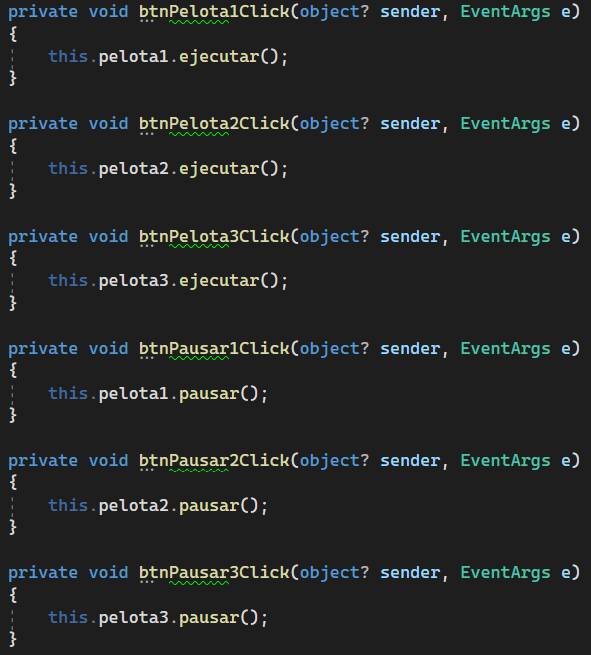 private void btnPelota1Click(object? sender, EventArgs e)
{
    this.pelota1.ejecutar();
}

private void btnPelota2Click(object? sender, EventArgs e)
{
    this.pelota2.ejecutar();
}

private void btnPelota3Click(object? sender, EventArgs e)
{
    this.pelota3.ejecutar();
}

private void btnPausar1Click(object? sender, EventArgs e)
{
    this.pelota1.pausar();
}

private void btnPausar2Click(object? sender, EventArgs e)
{
    this.pelota2.pausar();
}

private void btnPausar3Click(object? sender, EventArgs e)
{
    this.pelota3.pausar();
}